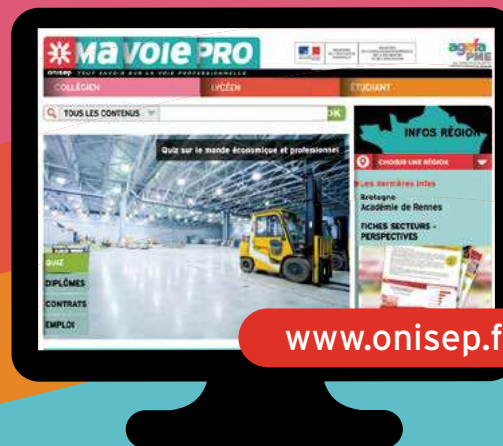 Ma voie PRO
onisep TOUT SAVOIR SUR LA VOIE PROFESSIONNELLE
agefa PME
COLLÉGIEN
LYCÉEN
ÉTUDIANT
TOUS LES CONTENUS
OK
Quiz sur le monde économique et professionnel
QUIZ
DIPLÔMES
CONTRATS
EMPLOI
INFOS RÉGION
CHOISIR UNE RÉGION
Les dernières infos
Bretagne
Académie de Rennes
FICHES SECTEURS -
PERSPECTIVES
www.onisep.f